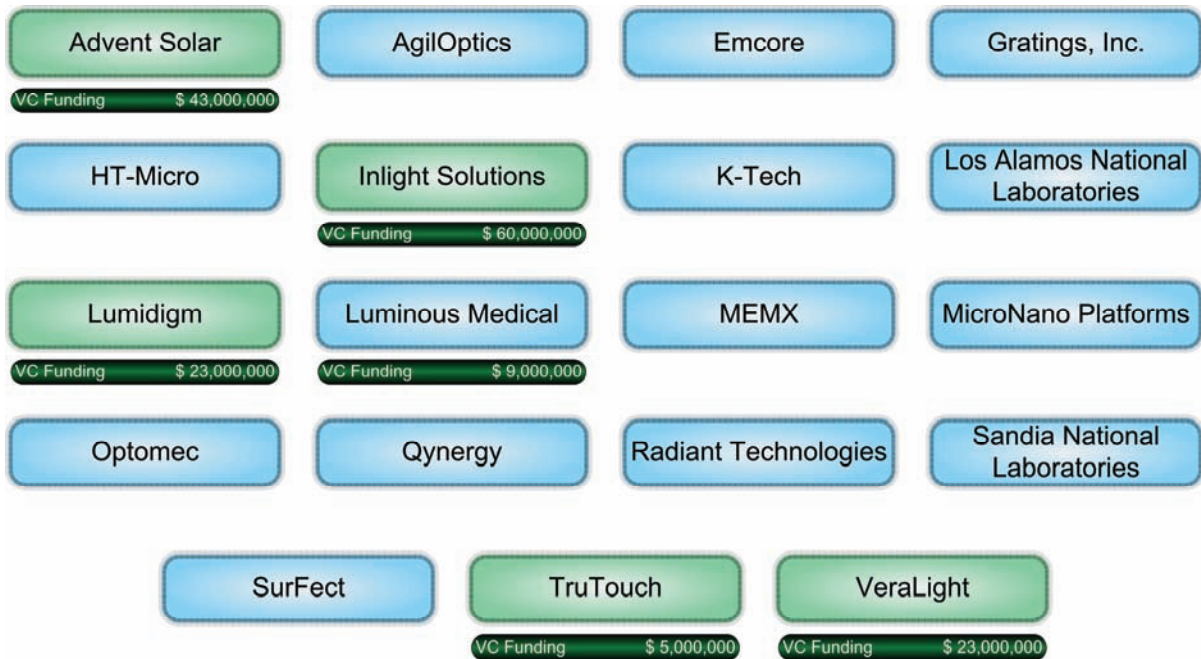 Advent Solar
AgilOptics
Emcore
Gratings, Inc.
VC Funding $ 43,000,000
HT-Micro
Inlight Solutions
K-Tech
Los Alamos National
Laboratories
VC Funding $ 60,000,000
Lumidigm
Luminous Medical
MEMX
MicroNano Platforms
VC Funding $ 23,000,000
VC Funding $ 9,000,000
Optomec
Qynergy
Radiant Technologies
Sandia National
Laboratories
SurFect
TruTouch
VeraLight
VC Funding $ 5,000,000
VC Funding $ 23,000,000